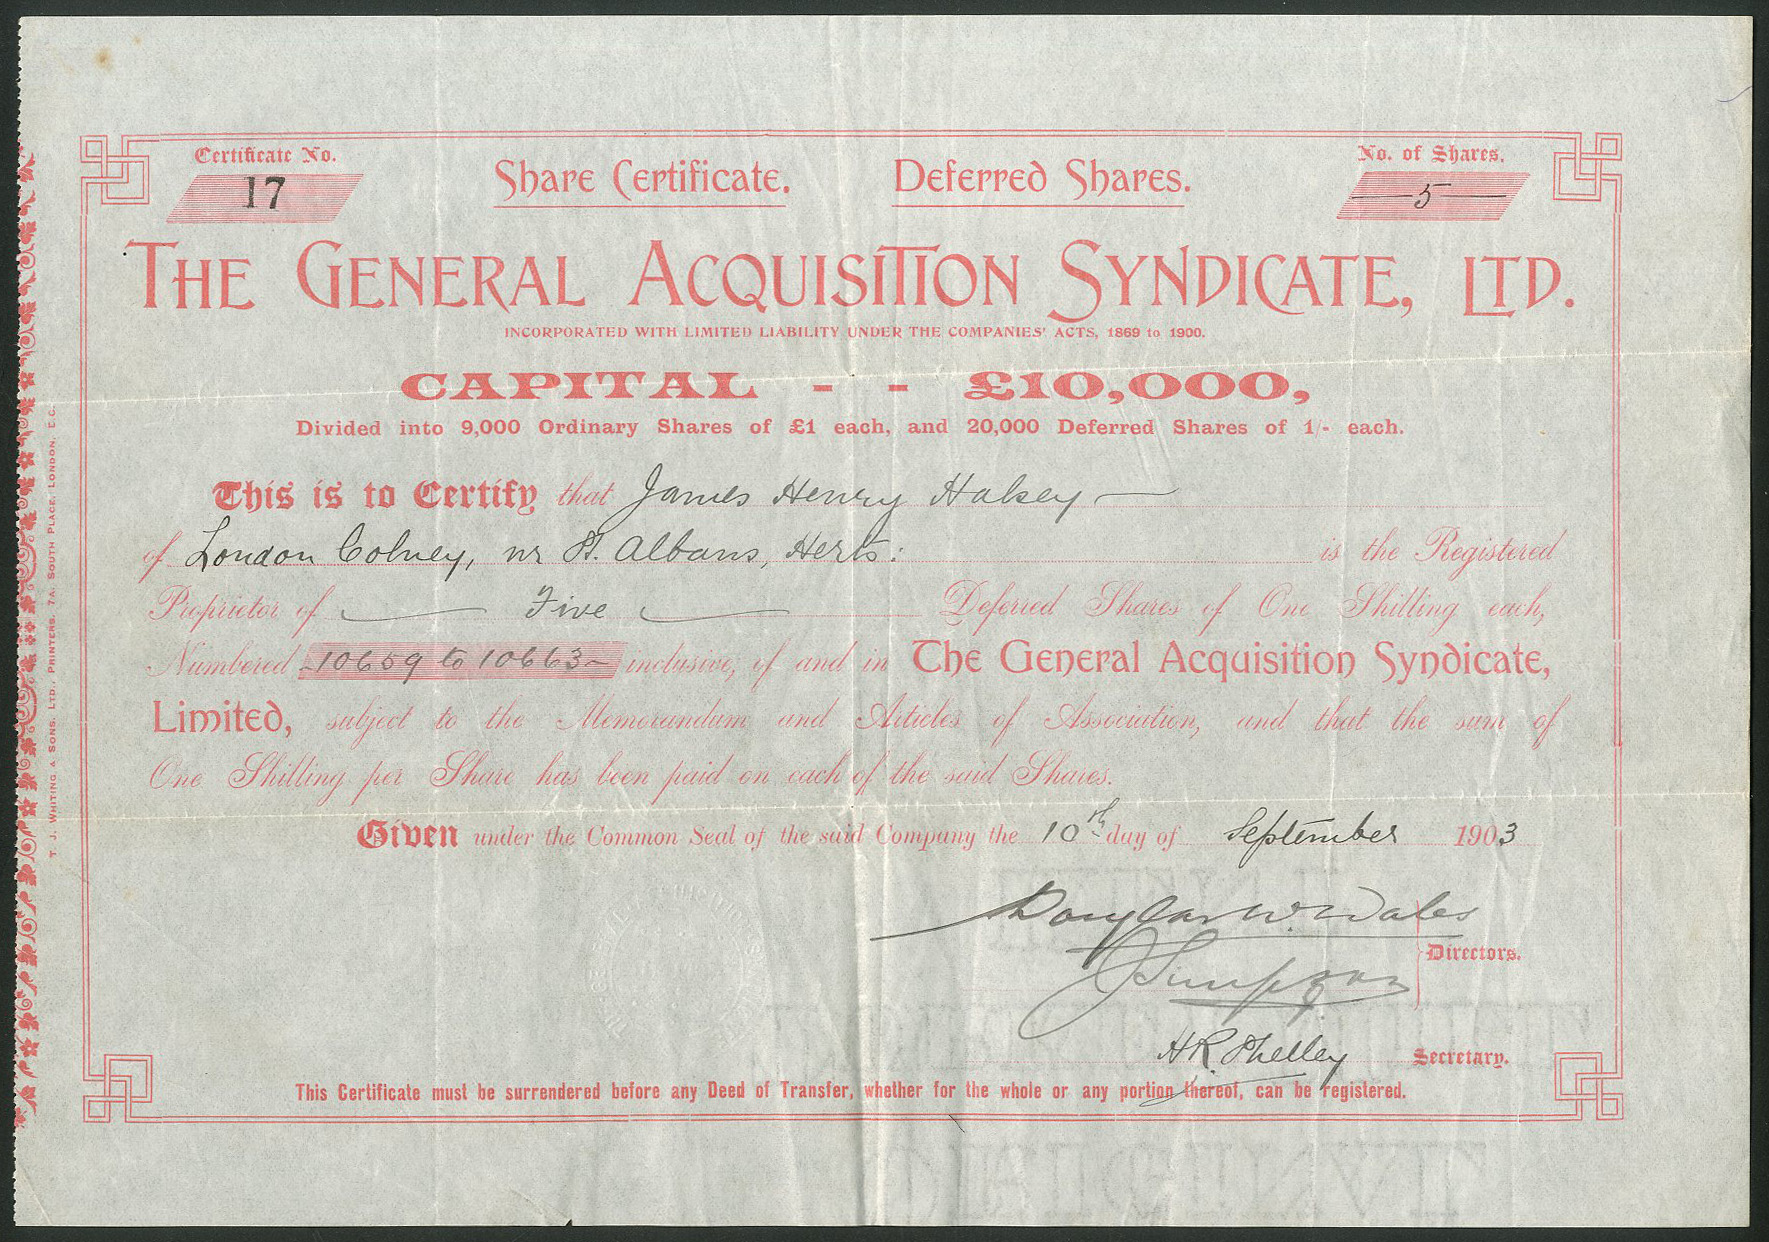 Certificate No.
17
Share Certificate.
Deferred Shares.
No. of Shares.
5
THE GENERAL ACQUISITION SYNDICATE, LTD.
INCORPORATED WITH LIMITED LIABILITY UNDER THE COMPANIES' ACTS, 1869 to 1900.
CAPITAL - - £10,000,
Divided into 9,000 Ordinary Shares of £1 each, and 20,000 Deferred Shares of 1/- each.
This is to Certify that James Henry Halsey
of London Colney, nr St. Albans, Herts: is the Registered
Proprietor of Five Deferred Shares of One Shilling each,
Numbered 10659 to 10663 inclusive, of and in The General Acquisition Syndicate,
Limited, subject to the Memorandum and Articles of Association, and that the sum of
One Shilling per Share has been paid on each of the said Shares.
Given under the Common Seal of the said Company the 10th day of September 1903
Douglas W. Wales
J Simpson
Directors.
H.R. Shelley
Secretary.
This Certificate must be surrendered before any Deed of Transfer, whether for the whole or any portion thereof, can be registered.
T. J. WHITING & SONS, LTD., PRINTERS, 7A, SOUTH PLACE, LONDON, E.C.